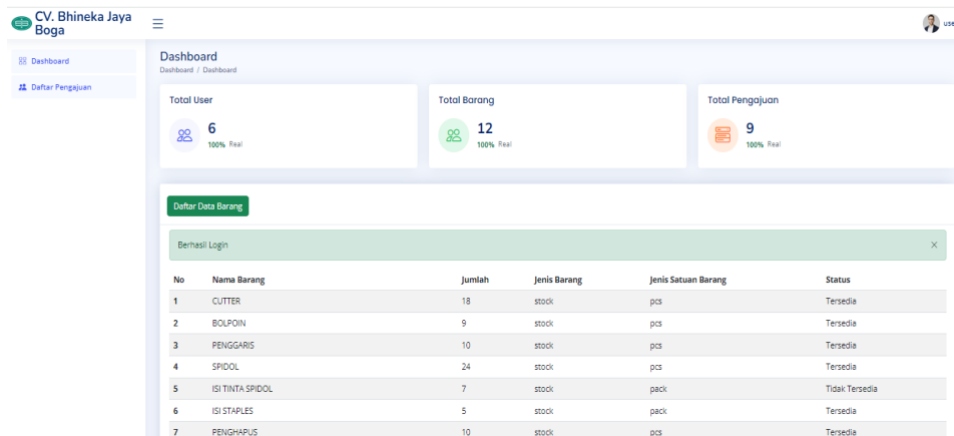 CV. Bhineka Jaya
Boga
Dashboard
Daftar Pengajuan
Dashboard
Dashboard / Dashboard
Total User
6
100% Real
Total Barang
12
100% Real
Total Pengajuan
9
100% Real
Daftar Data Barang
Berhasil Login
No Nama Barang Jumlah Jenis Barang Jenis Satuan Barang Status
1 CUTTER 18 stock pcs Tersedia
2 BOLPOIN 9 stock pcs Tersedia
3 PENGGARIS 10 stock pcs Tersedia
4 SPIDOL 24 stock pcs Tersedia
5 ISI TINTA SPIDOL 7 stock pack Tidak Tersedia
6 ISI STAPLES 5 stock pack Tersedia
7 PENGHAPUS 10 stock pcs Tersedia